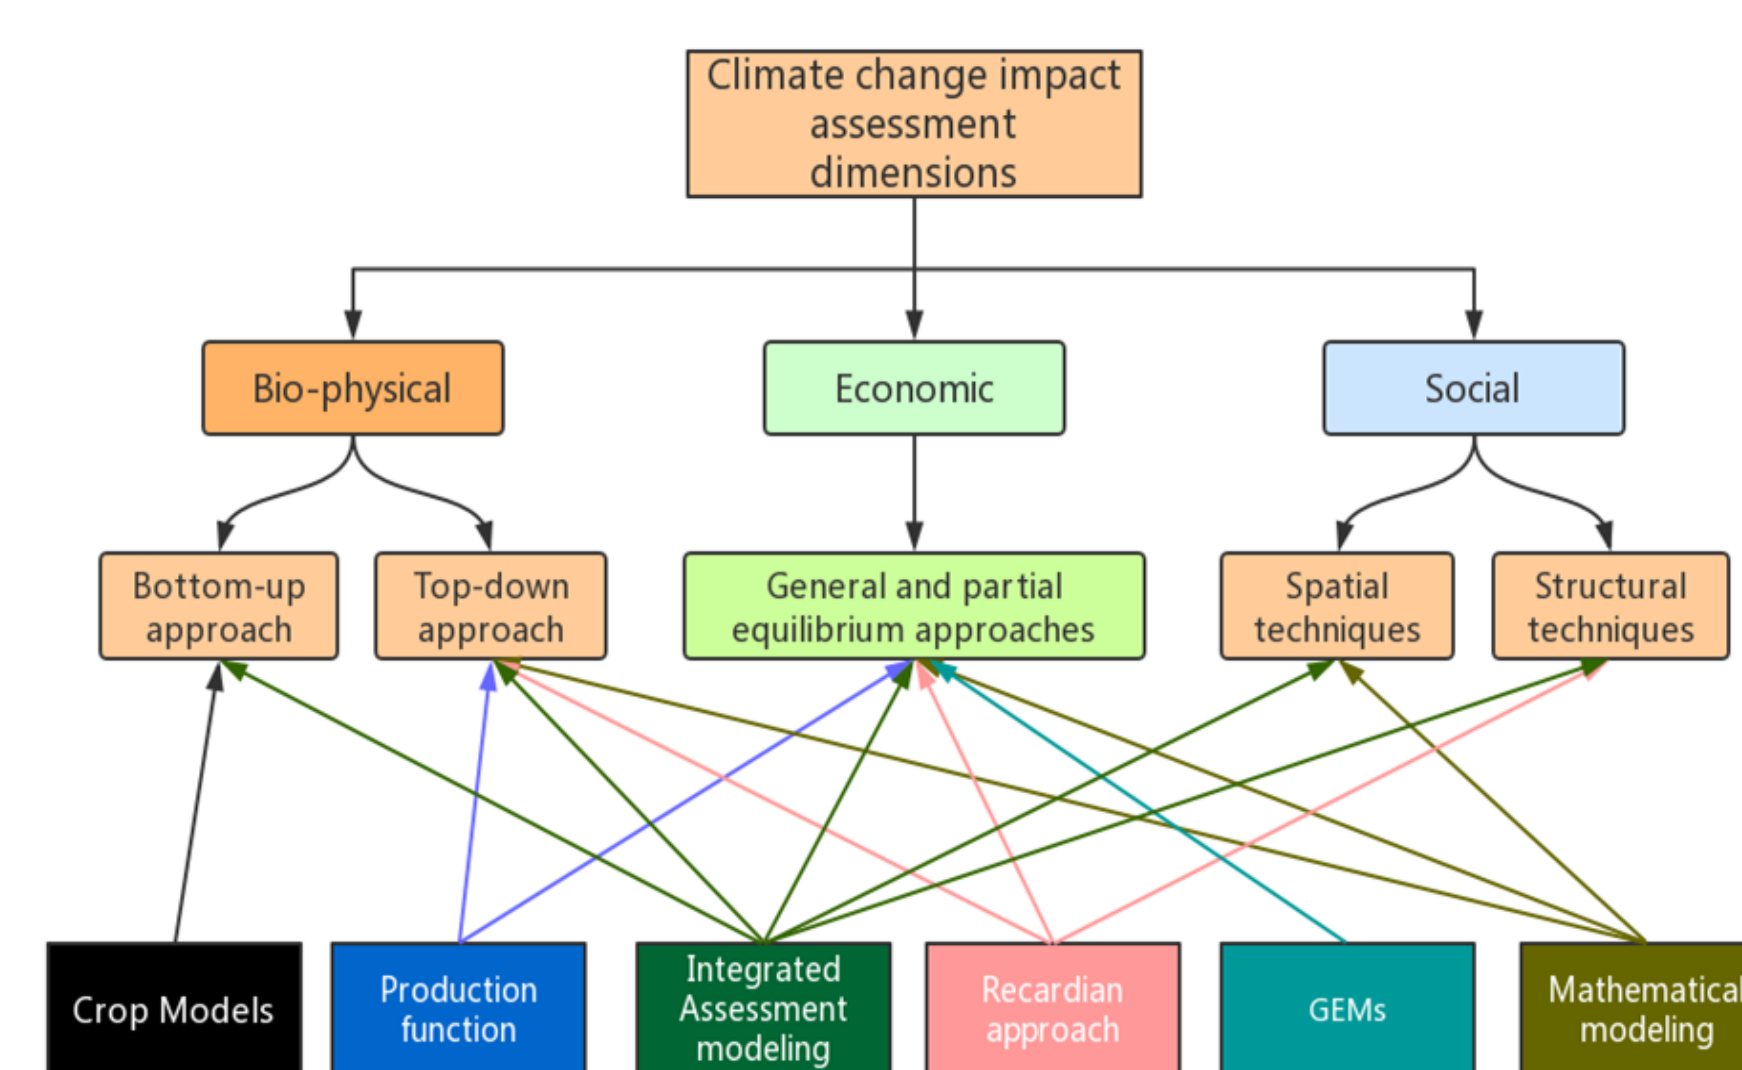 Climate change impact
assessment
dimensions
Bio-physical
Economic
Social
Bottom-up
approach
Top-down
approach
General and partial
equilibrium approaches
Spatial
techniques
Structural
techniques
Crop Models
Production
function
Integrated
Assessment
modeling
Recardian
approach
GEMs
Mathematical
modeling